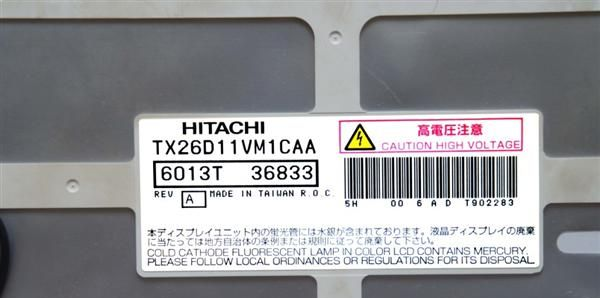 HITACHI
TX26D11VM1CAA
6013T 36833
REV A MADE IN TAIWAN R.O.C.
高電圧注意
CAUTION HIGH VOLTAGE
5H 00 6 A D T902283
本ディスプレイユニット内の蛍光管には水銀が含まれております。液晶ディスプレイの廃棄
に当たっては地方自治体の条例または規則に従って廃棄して下さい。
COLD CATHODE FLUORESCENT LAMP IN COLOR LCD CONTAINS MERCURY.
PLEASE FOLLOW LOCAL ORDINANCES OR REGULATIONS FOR ITS DISPOSAL.